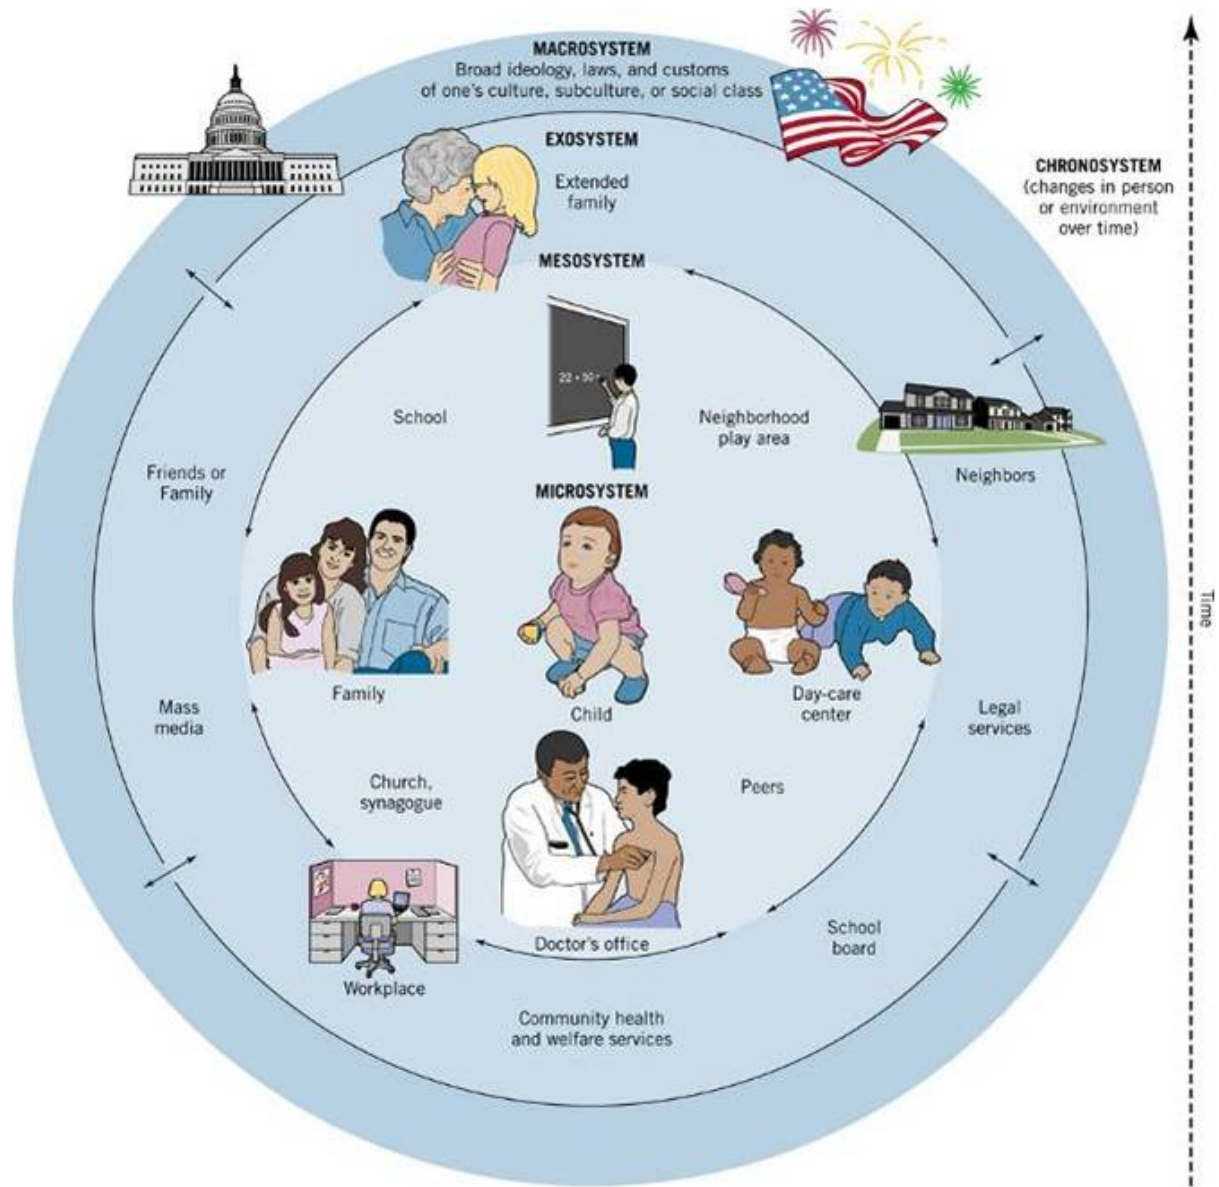 MACROSYSTEM
Broad ideology, laws, and customs
of one's culture, subculture, or social class
EXOSYSTEM
Extended
family
CHRONOSYSTEM
(changes in person
or environment
over time)
MESOSYSTEM
22 + 50 =
School
Neighborhood
play area
Friends or
Family
Neighbors
MICROSYSTEM
Time
Family
Child
Day-care
center
Mass
media
Legal
services
Church,
synagogue
Peers
Doctor's office
School
board
Workplace
Community health
and welfare services